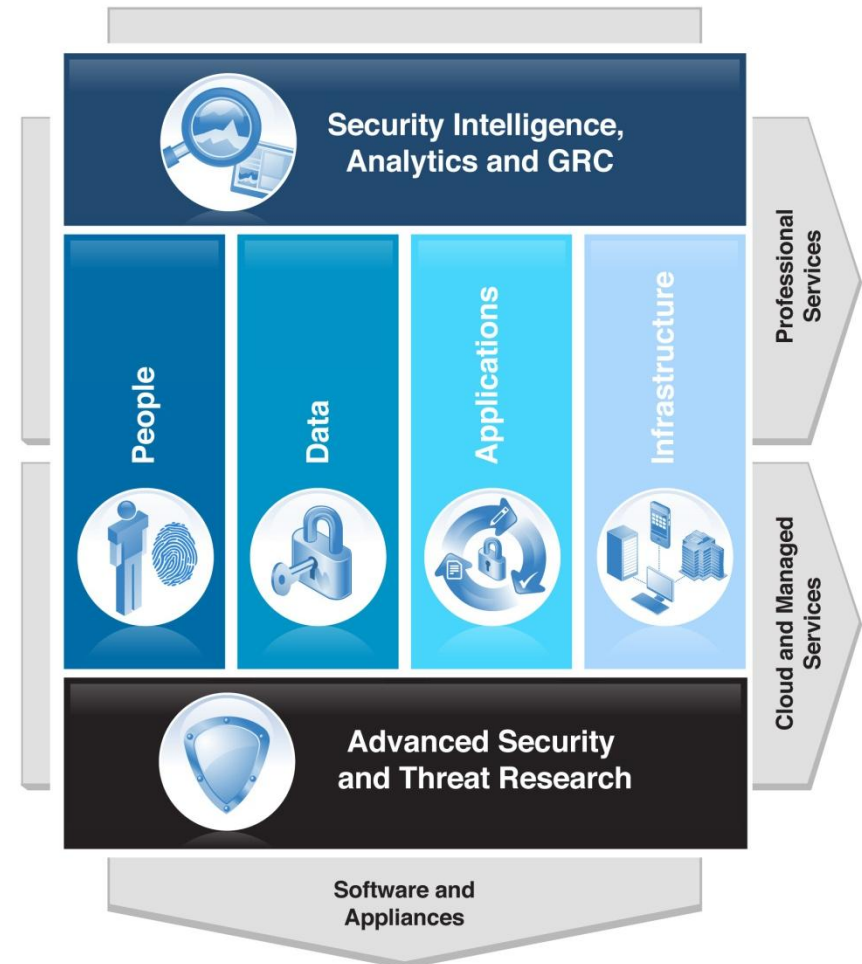 Security Intelligence,
Analytics and GRC
People
Data
Applications
Infrastructure
Professional
Services
Cloud and Managed
Services
Advanced Security
and Threat Research
Software and
Appliances